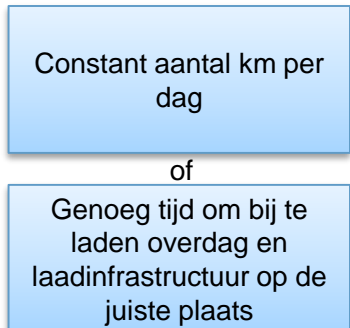 Constant aantal km per
dag
of
Genoeg tijd om bij te
laden overdag en
laadinfrastructuur op de
juiste plaats